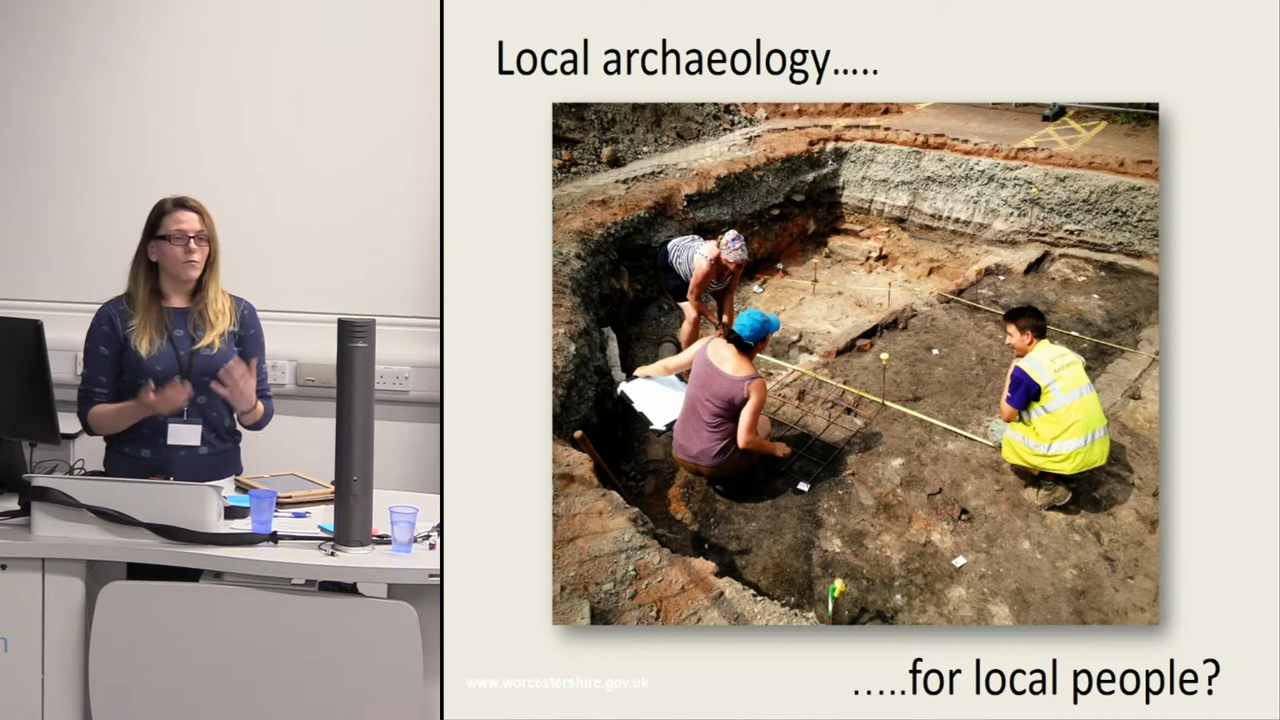 Local archaeology.....
.....for local people?
www.worcestershire.gov.uk